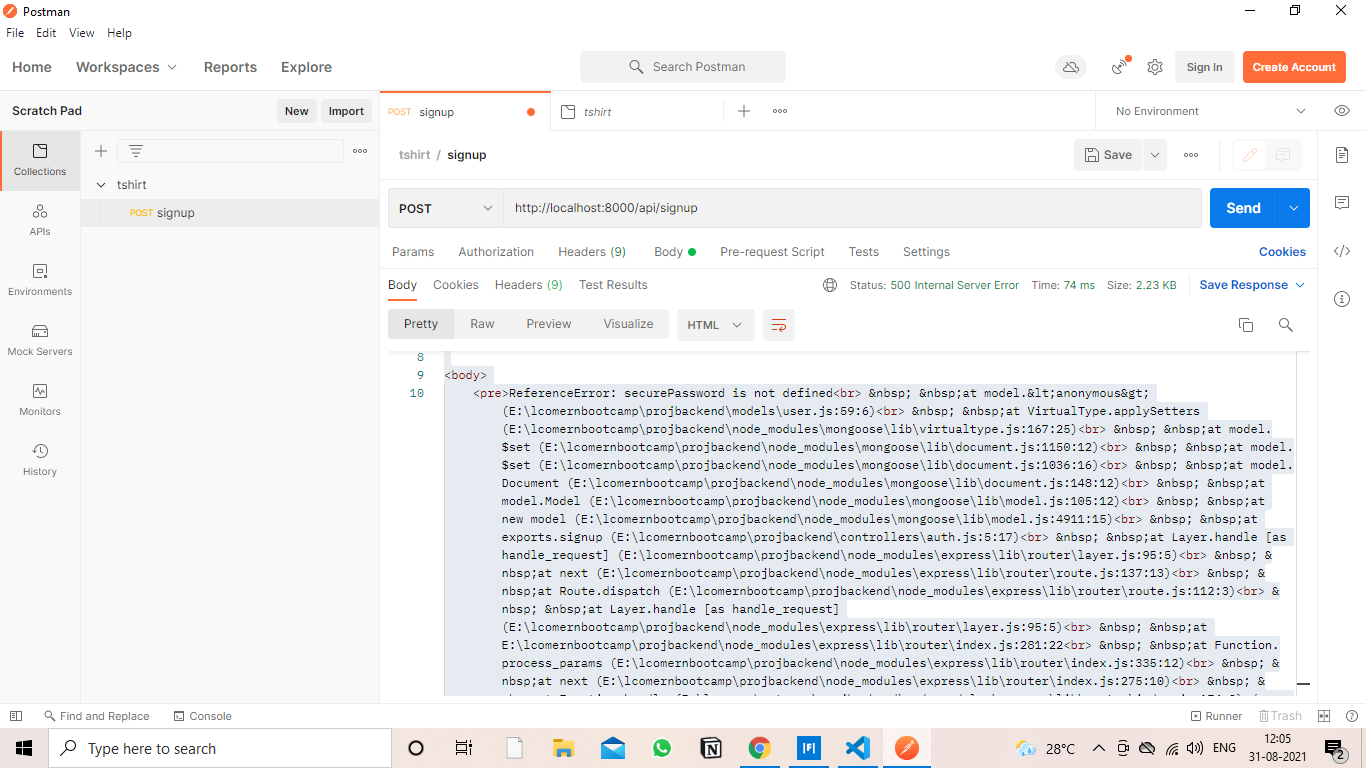 Postman
File Edit View Help
Home Workspaces Reports Explore
Search Postman
Sign In
Create Account
Scratch Pad
New
Import
POST signup
tshirt
No Environment
Collections
APIs
Environments
Mock Servers
Monitors
History
tshirt
POST signup
tshirt / signup
Save
POST
http://localhost:8000/api/signup
Send
Params Authorization Headers (9) Body Pre-request Script Tests Settings
Cookies
Body Cookies Headers (9) Test Results
Status: 500 Internal Server Error Time: 74 ms Size: 2.23 KB
Save Response
Pretty Raw Preview Visualize
HTML
8
9 <body>
10 <pre>ReferenceError: securePassword is not defined<br> &nbsp; &nbsp;at model.&lt;anonymous&gt;
(E:\lcomernbootcamp\projbackend\models\user.js:59:6)<br> &nbsp; &nbsp;at VirtualType.applySetters
(E:\lcomernbootcamp\projbackend\node_modules\mongoose\lib\virtualtype.js:167:25)<br> &nbsp; &nbsp;at model.
$set (E:\lcomernbootcamp\projbackend\node_modules\mongoose\lib\document.js:1150:12)<br> &nbsp; &nbsp;at model.
$set (E:\lcomernbootcamp\projbackend\node_modules\mongoose\lib\document.js:1036:16)<br> &nbsp; &nbsp;at model.
Document (E:\lcomernbootcamp\projbackend\node_modules\mongoose\lib\document.js:148:12)<br> &nbsp; &nbsp;at
model.Model (E:\lcomernbootcamp\projbackend\node_modules\mongoose\lib\model.js:105:12)<br> &nbsp; &nbsp;at
new model (E:\lcomernbootcamp\projbackend\node_modules\mongoose\lib\model.js:4911:15)<br> &nbsp; &nbsp;at
exports.signup (E:\lcomernbootcamp\projbackend\controllers\auth.js:5:17)<br> &nbsp; &nbsp;at Layer.handle [as
handle_request] (E:\lcomernbootcamp\projbackend\node_modules\express\lib\router\layer.js:95:5)<br> &nbsp; &
nbsp;at next (E:\lcomernbootcamp\projbackend\node_modules\express\lib\router\route.js:137:13)<br> &nbsp; &
nbsp;at Route.dispatch (E:\lcomernbootcamp\projbackend\node_modules\express\lib\router\route.js:112:3)<br> &
nbsp; &nbsp;at Layer.handle [as handle_request]
(E:\lcomernbootcamp\projbackend\node_modules\express\lib\router\layer.js:95:5)<br> &nbsp; &nbsp;at
E:\lcomernbootcamp\projbackend\node_modules\express\lib\router\index.js:281:22<br> &nbsp; &nbsp;at Function.
process_params (E:\lcomernbootcamp\projbackend\node_modules\express\lib\router\index.js:335:12)<br> &nbsp; &
nbsp;at next (E:\lcomernbootcamp\projbackend\node_modules\express\lib\router\index.js:275:10)<br> &nbsp; &
Find and Replace Console
Runner Trash
Type here to search
28°C
ENG
12:05
31-08-2021
2